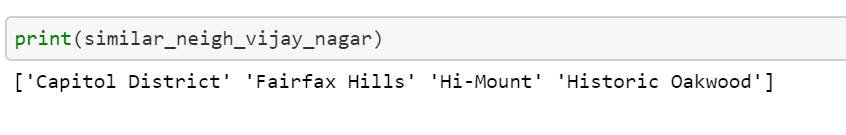 print(similar_neigh_vijay_nagar)
['Capitol District' 'Fairfax Hills' 'Hi-Mount' 'Historic Oakwood']